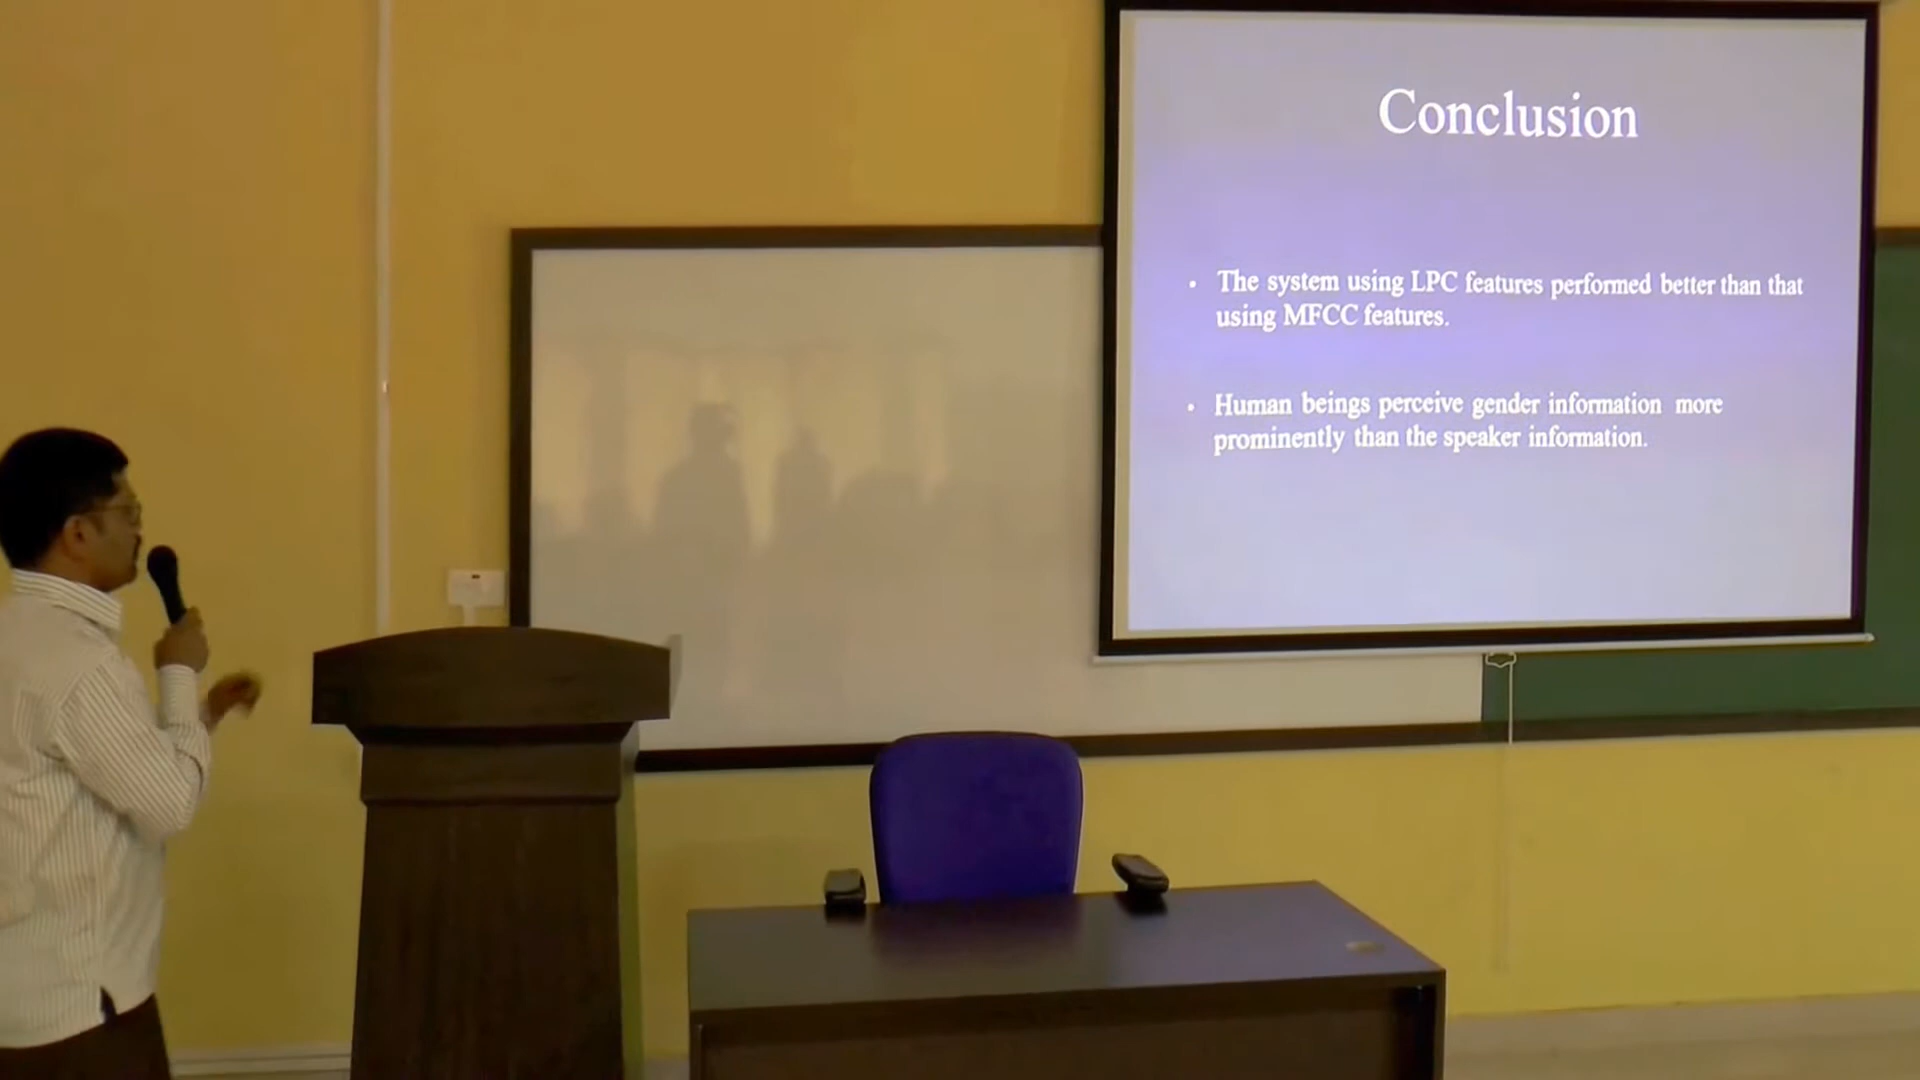 Conclusion
• The system using LPC features performed better than that
using MFCC features.
• Human beings perceive gender information more
prominently than the speaker information.